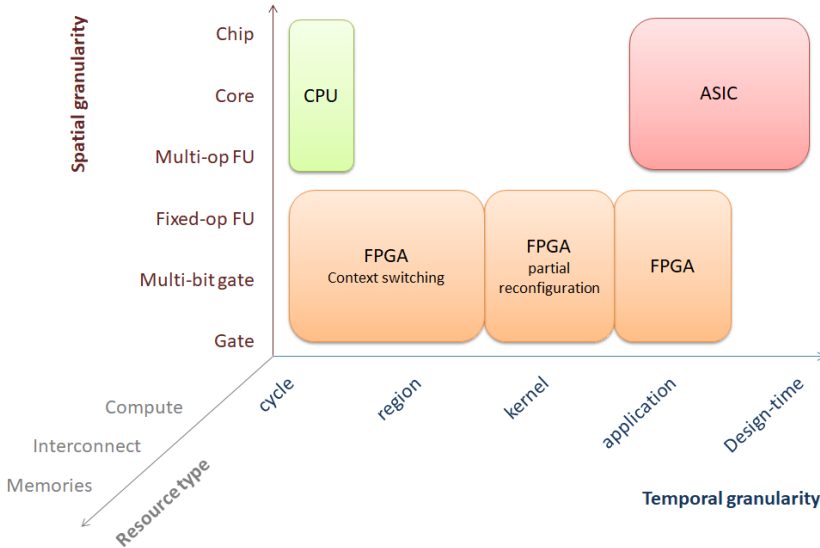 Spatial granularity
Chip
Core
Multi-op FU
Fixed-op FU
Multi-bit gate
Gate
CPU
ASIC
FPGA
Context switching
FPGA
partial
reconfiguration
FPGA
cycle
region
kernel
application
Design-time
Temporal granularity
Compute
Interconnect
Memories
Resource type